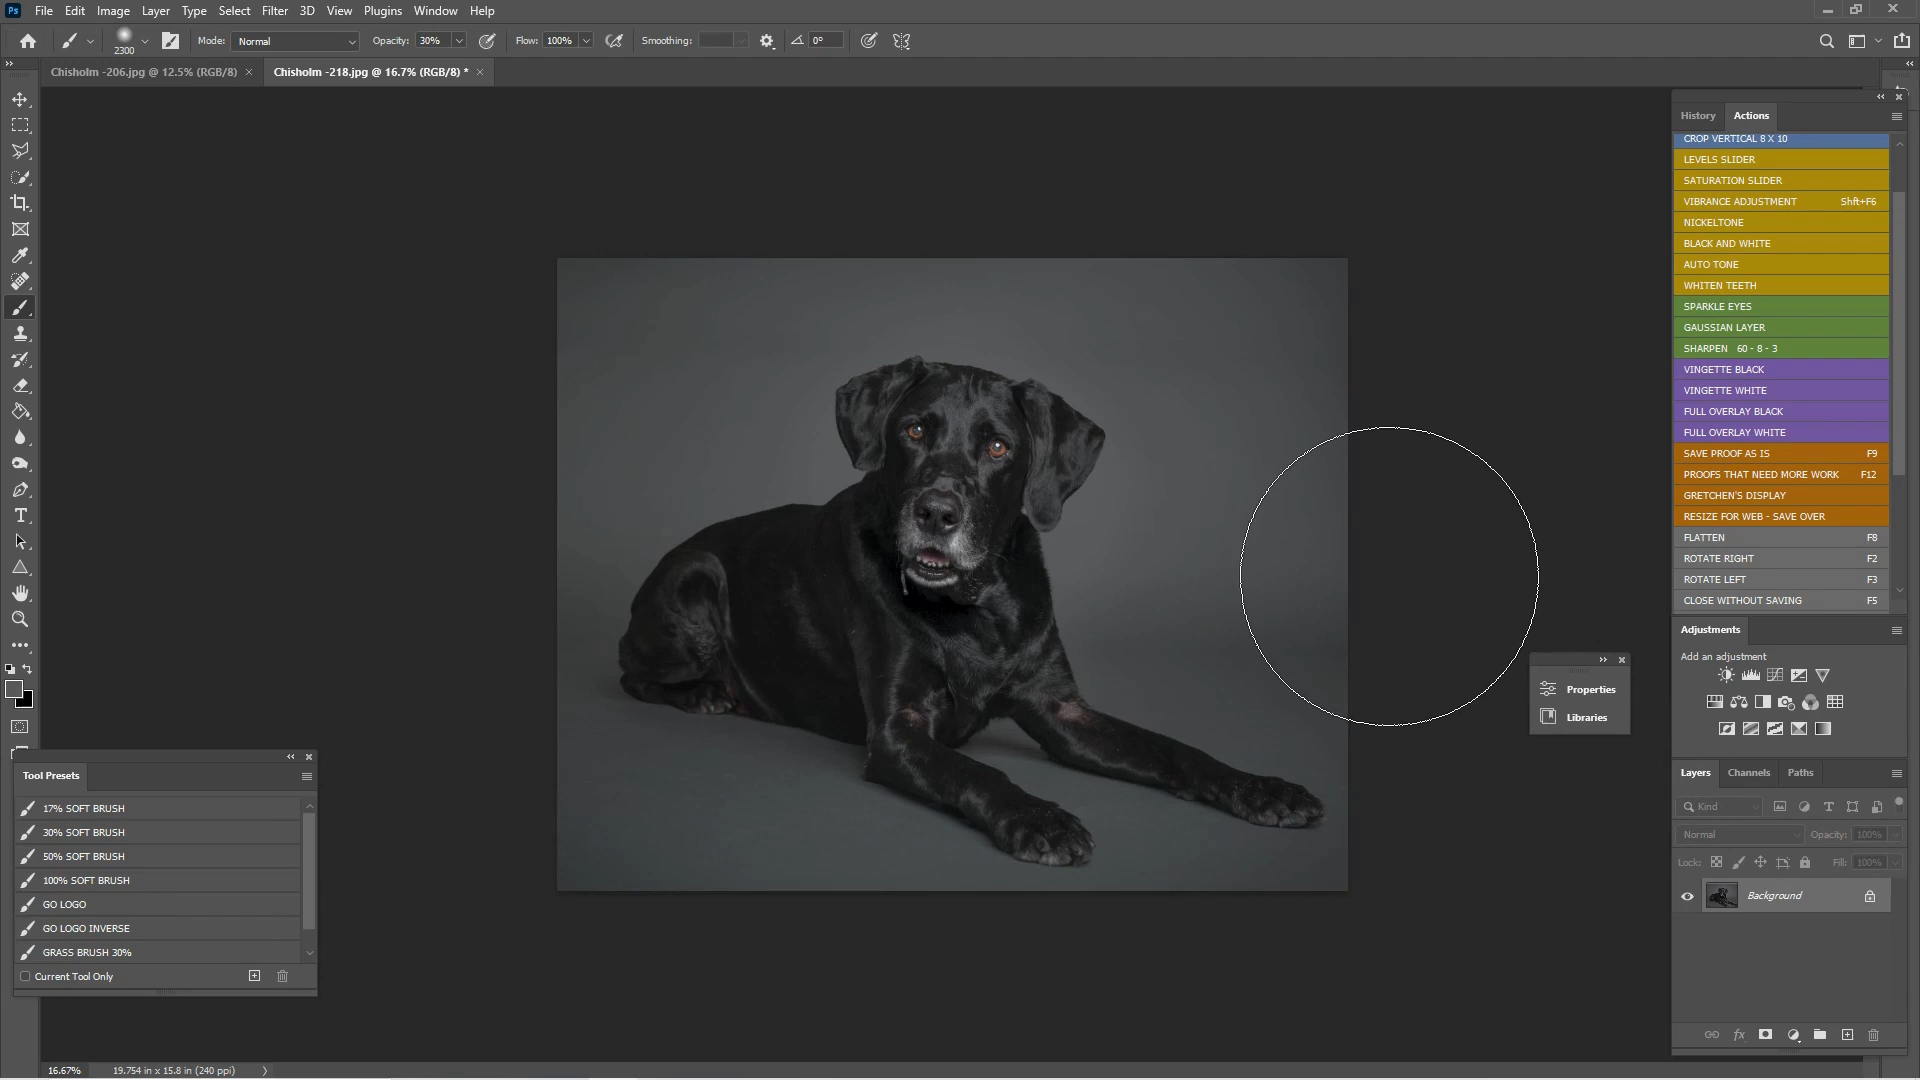 Ps File Edit Image Layer Type Select Filter 3D View Plugins Window Help
2300 Mode: Normal Opacity: 30% Flow: 100% Smoothing: 0°
Chisholm -206.jpg @ 12.5% (RGB/8) × Chisholm -218.jpg @ 16.7% (RGB/8) * ×
History Actions
CROP VERTICAL 8 X 10
LEVELS SLIDER
SATURATION SLIDER
VIBRANCE ADJUSTMENT Shft+F6
NICKELTONE
BLACK AND WHITE
AUTO TONE
WHITEN TEETH
SPARKLE EYES
GAUSSIAN LAYER
SHARPEN 60 - 8 - 3
VINGETTE BLACK
VINGETTE WHITE
FULL OVERLAY BLACK
FULL OVERLAY WHITE
SAVE PROOF AS IS F9
PROOFS THAT NEED MORE WORK F12
GRETCHEN'S DISPLAY
RESIZE FOR WEB - SAVE OVER
FLATTEN F8
ROTATE RIGHT F2
ROTATE LEFT F3
CLOSE WITHOUT SAVING F5
Adjustments
Add an adjustment
Properties
Libraries
Layers Channels Paths
Kind
Normal Opacity: 100%
Lock: Fill: 100%
Background
Tool Presets
17% SOFT BRUSH
30% SOFT BRUSH
50% SOFT BRUSH
100% SOFT BRUSH
GO LOGO
GO LOGO INVERSE
GRASS BRUSH 30%
Current Tool Only
16.67% 19.754 in x 15.8 in (240 ppi)